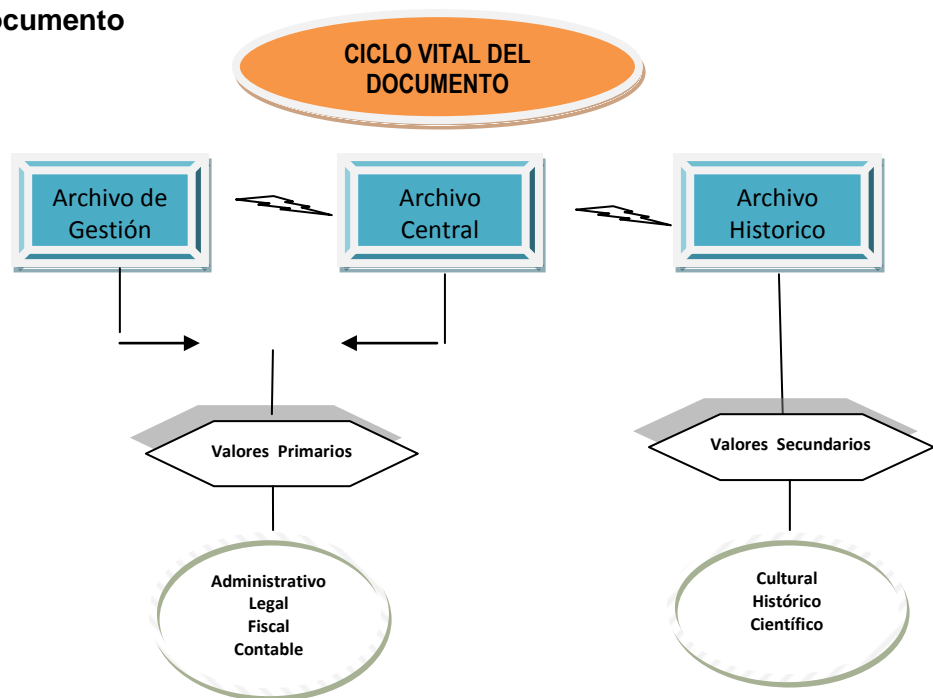 ocumento
CICLO VITAL DEL
DOCUMENTO
Archivo de
Gestión
Archivo
Central
Archivo
Historico
Valores Primarios
Valores Secundarios
Administrativo
Legal
Fiscal
Contable
Cultural
Histórico
Científico